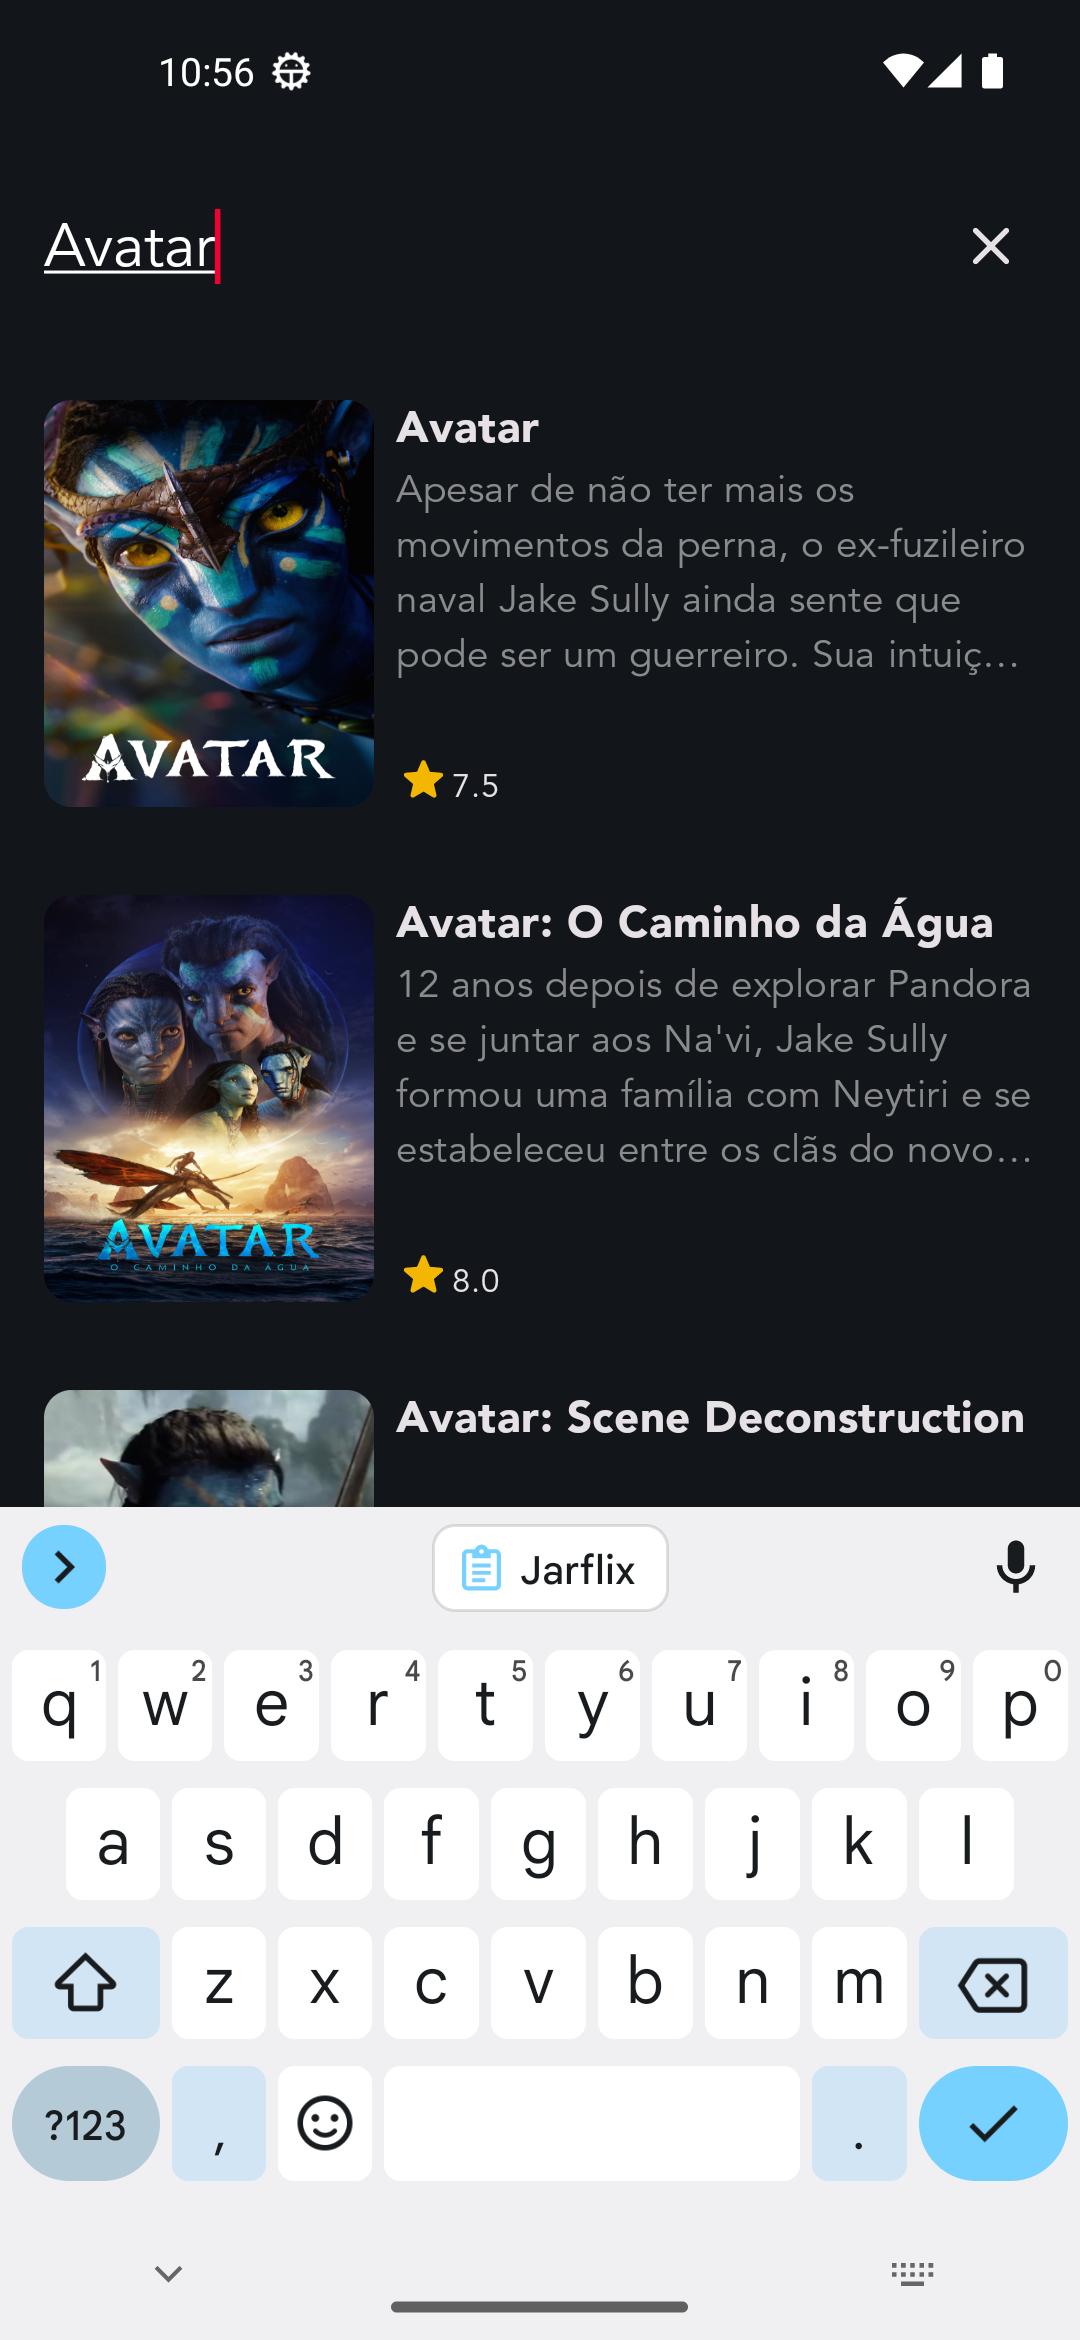 10:56
Avatar
Avatar
Apesar de não ter mais os
movimentos da perna, o ex-fuzileiro
naval Jake Sully ainda sente que
pode ser um guerreiro. Sua intuiç...
AVATAR
7.5
Avatar: O Caminho da Água
12 anos depois de explorar Pandora
e se juntar aos Na'vi, Jake Sully
formou uma família com Neytiri e se
estabeleceu entre os clãs do novo...
AVATAR
O CAMINHO DA ÁGUA
8.0
Avatar: Scene Deconstruction
Jarflix
q 1 w 2 e 3 r 4 t 5 y 6 u 7 i 8 o 9 p 0
a s d f g h j k l
z x c v b n m
?123 , .